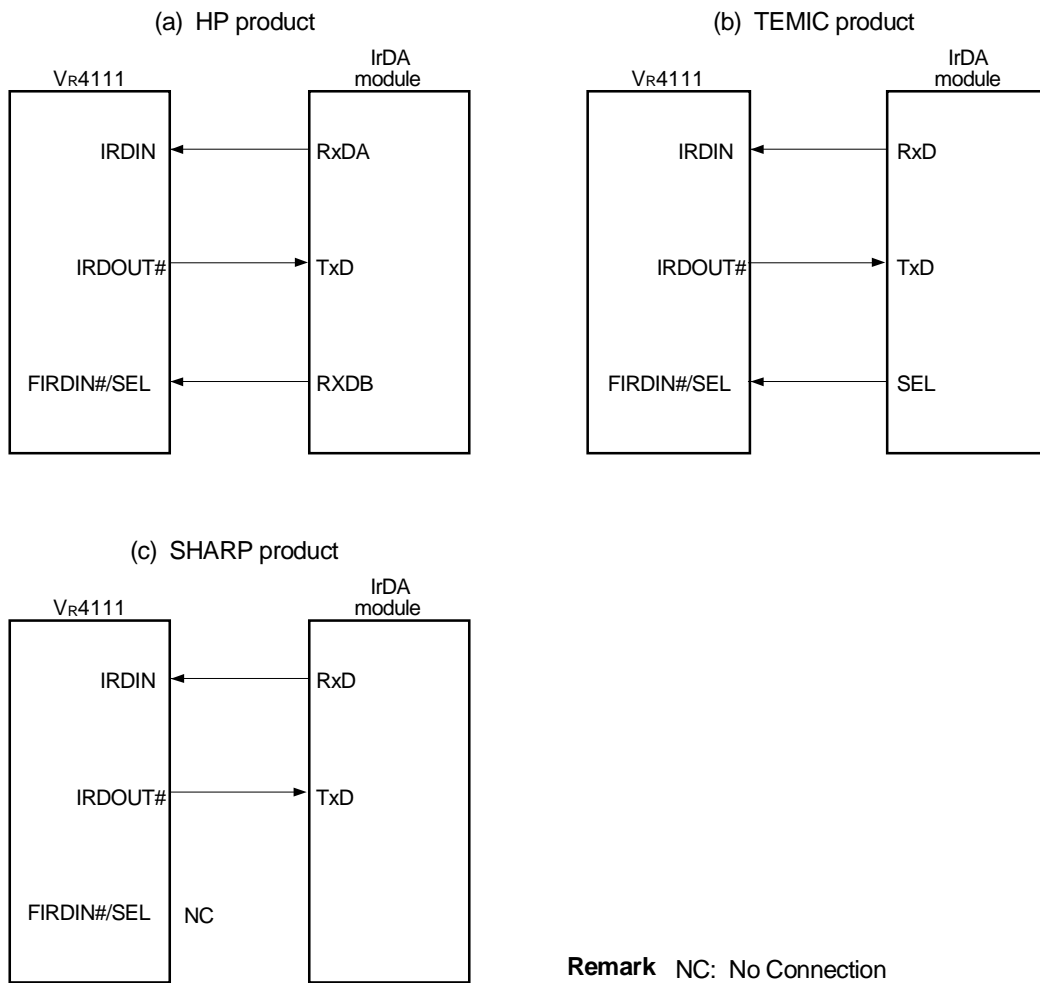 (a) HP product
VR4111
IrDA
module
IRDIN
RxDA
IRDOUT#
TxD
FIRDIN#/SEL
RXDB
(b) TEMIC product
VR4111
IrDA
module
IRDIN
RxD
IRDOUT#
TxD
FIRDIN#/SEL
SEL
(c) SHARP product
VR4111
IrDA
module
IRDIN
RxD
IRDOUT#
TxD
FIRDIN#/SEL
NC
Remark NC: No Connection